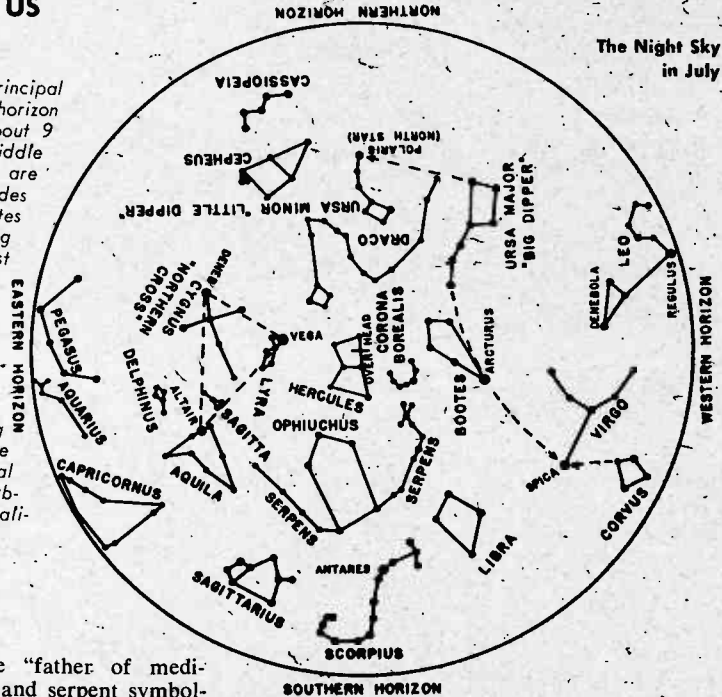 US
NORTHERN HORIZON
The Night Sky
in July
rincipal
horizon
out 9
iddle
are
des
tes
g
st
CASSIOPEIA
CEPHEUS
POLARIS
(NORTH STAR)
URSA MINOR "LITTLE DIPPER"
DRACO
URSA MAJOR
"BIG DIPPER"
LEO
DENEBOLA
REGULUS
EASTERN HORIZON
WESTERN HORIZON
PEGASUS
AQUARIUS
DENEB
CYGNUS
"NORTHERN
CROSS"
VEGA
LYRA
DELPHINUS
ALTAIR
SAGITTA
AQUILA
HERCULES
OVERHEAD
CORONA
BOREALIS
BOOTES
ARCTURUS
VIRGO
SPICA
CORVUS
OPHIUCHUS
SERPENS
SERPENS
CAPRICORNUS
g
e
al
b-
ali-
LIBRA
SAGITTARIUS
ANTARES
SCORPIUS
SOUTHERN HORIZON
e "father of medi-
and serpent symbol-